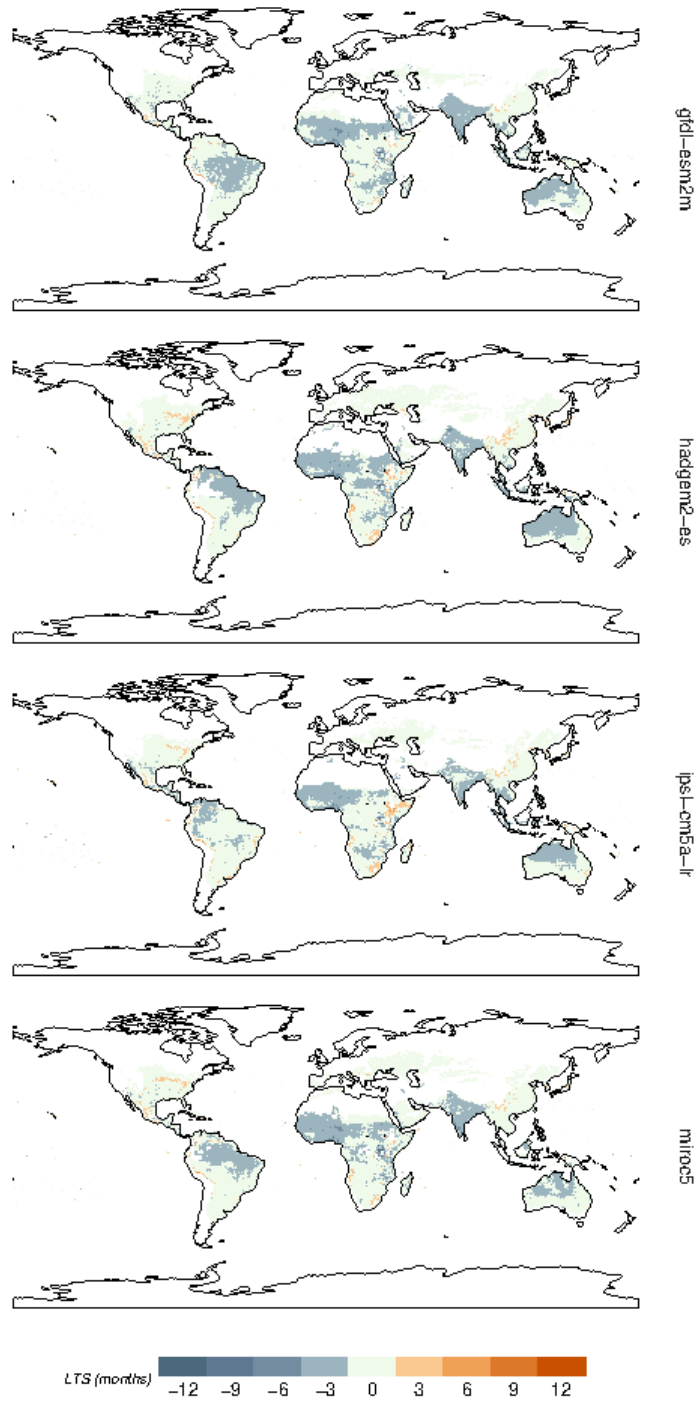 gfdl-esm2m
hadgem2-es
ipsl-cm5a-lr
miroc5
LTS (months)
−12 −9 −6 −3 0 3 6 9 12